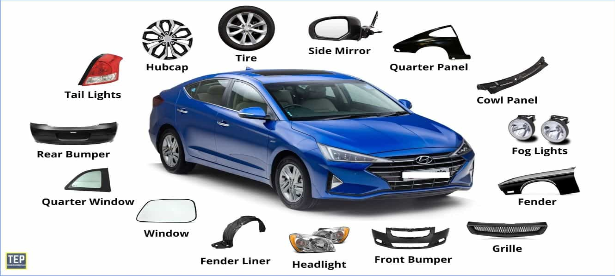 Side Mirror
Tire
Hubcap
Quarter Panel
Tail Lights
Cowl Panel
Rear Bumper
Fog Lights
Quarter Window
Fender
Window
Fender Liner
Headlight
Front Bumper
Grille
TEP